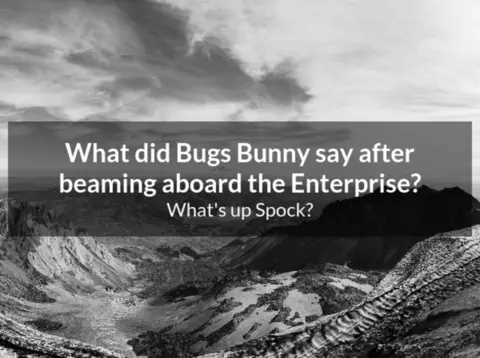 What did Bugs Bunny say after
beaming aboard the Enterprise?
What's up Spock?